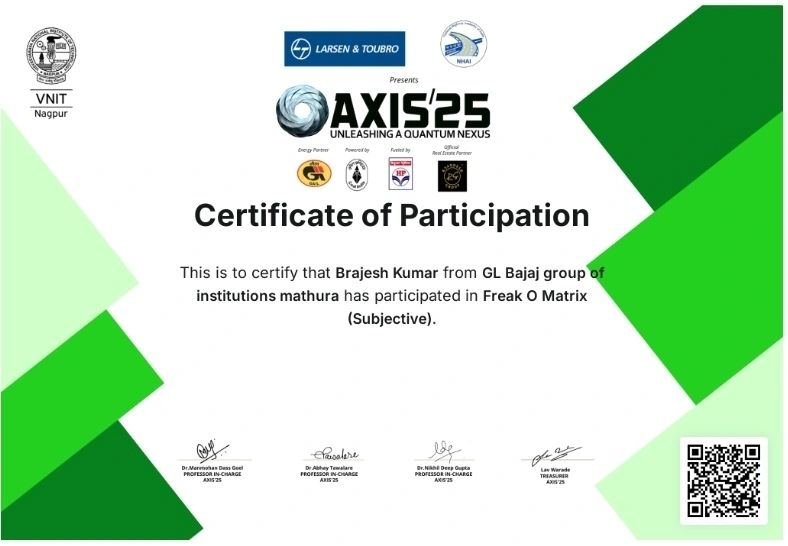 VNIT
Nagpur
LARSEN & TOUBRO
NHAI
Presents
AXIS'25
UNLEASHING A QUANTUM NEXUS
Energy Partner
Powered by
Fueled by
Official
Real Estate Partner
GAIL
Coal India
HP
Certificate of Participation
This is to certify that Brajesh Kumar from GL Bajaj group of
institutions mathura has participated in Freak O Matrix
(Subjective).
Dr.Manmohan Dass Goel
PROFESSOR IN-CHARGE
AXIS'25
Dr.Abhay Tawalare
PROFESSOR IN-CHARGE
AXIS'25
Dr.Nikhil Deep Gupta
PROFESSOR IN-CHARGE
AXIS'25
Lav Warade
TREASURER
AXIS'25